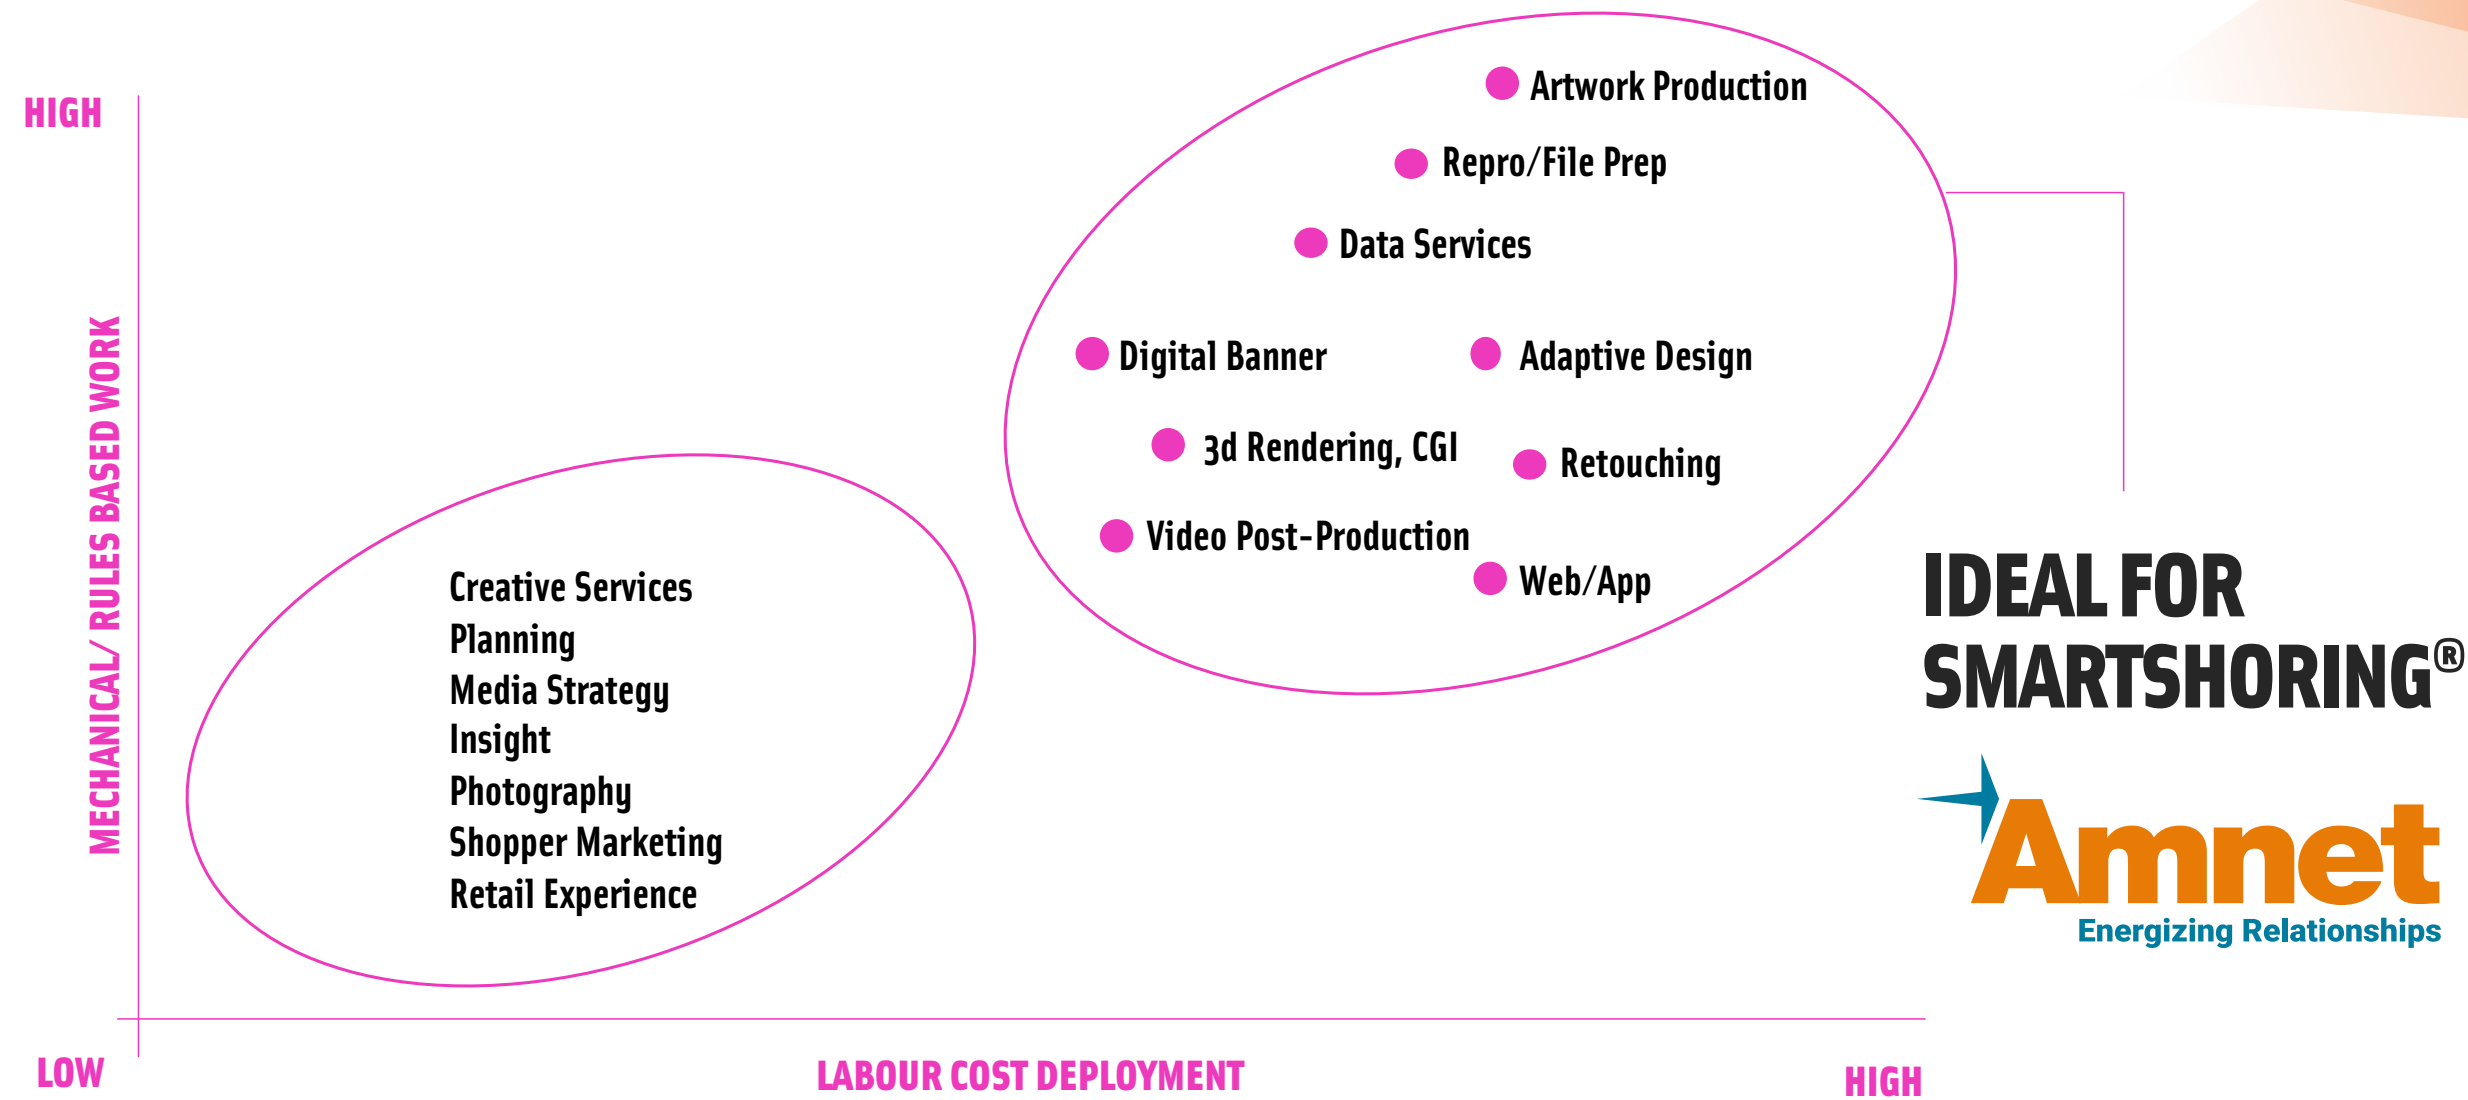 HIGH
MECHANICAL/ RULES BASED WORK
Artwork Production
Repro/File Prep
Data Services
Digital Banner
Adaptive Design
3d Rendering, CGI
Retouching
Video Post-Production
Web/App
Creative Services
Planning
Media Strategy
Insight
Photography
Shopper Marketing
Retail Experience
IDEAL FOR
SMARTSHORING®
Amnet
Energizing Relationships
LOW
LABOUR COST DEPLOYMENT
HIGH